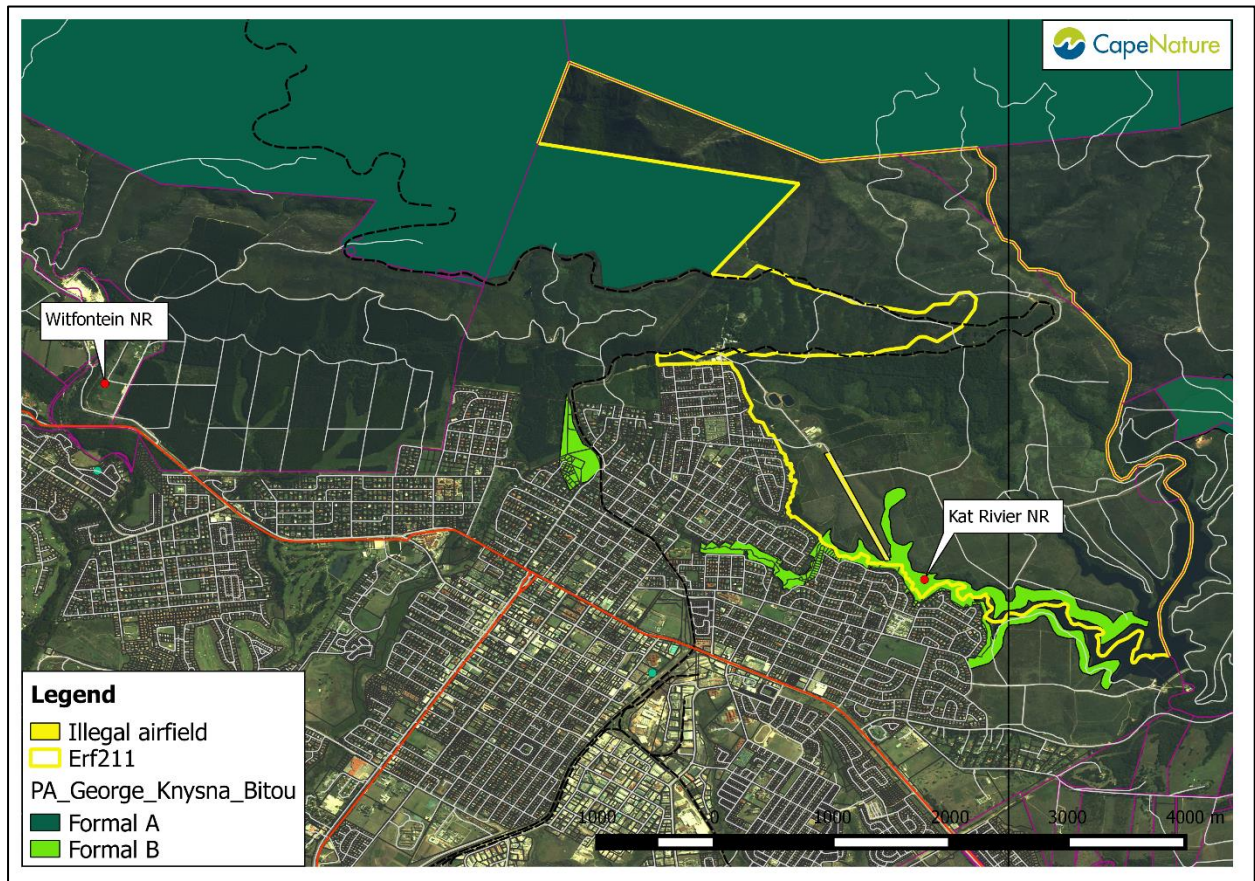 CapeNature
Witfontein NR
Kat Rivier NR
Legend
Illegal airfield
Erf211
PA_George_Knysna_Bitou
Formal A
Formal B
1000 0 1000 2000 3000 4000 m